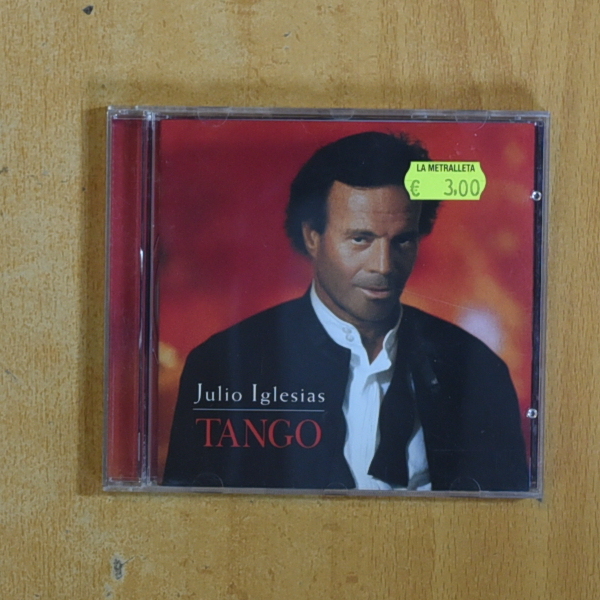 LA METRALLETA
€ 3,00
Julio Iglesias
TANGO